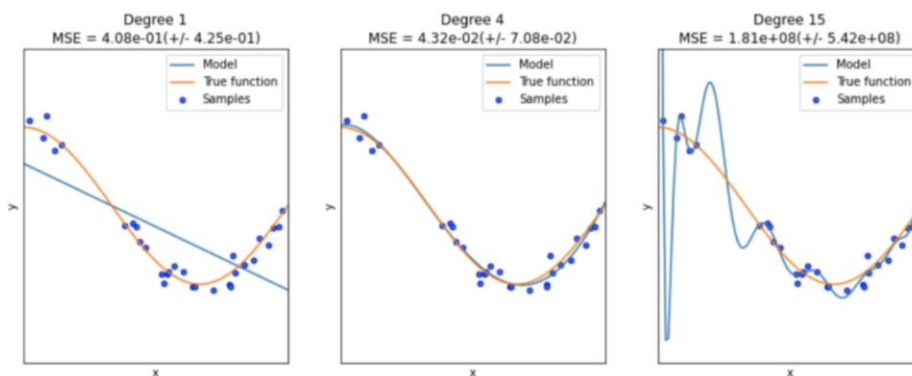 Degree 1
MSE = 4.08e-01(+/- 4.25e-01)
Model
True function
Samples
y
x
Degree 4
MSE = 4.32e-02(+/- 7.08e-02)
Model
True function
Samples
y
x
Degree 15
MSE = 1.81e+08(+/- 5.42e+08)
Model
True function
Samples
y
x